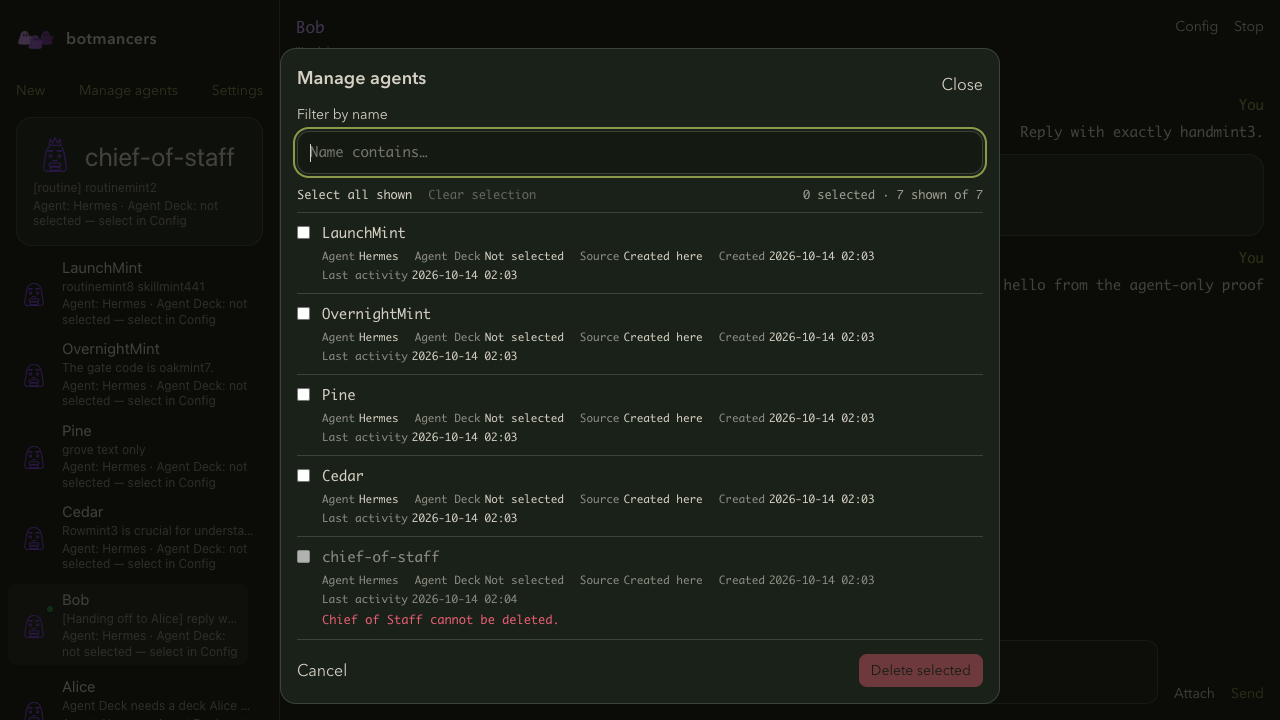 botmancers
New
Manage agents
Settings
chief-of-staff
[routine] routinemint2
Agent: Hermes · Agent Deck: not
selected — select in Config
LaunchMint
routinemint8 skillmint441
Agent: Hermes · Agent Deck: not
selected — select in Config
OvernightMint
The gate code is oakmint7.
Agent: Hermes · Agent Deck: not
selected — select in Config
Pine
grove text only
Agent: Hermes · Agent Deck: not
selected — select in Config
Cedar
Rowmint3 is crucial for understa...
Agent: Hermes · Agent Deck: not
selected — select in Config
Bob
[Handing off to Alice] reply w...
Agent: Hermes · Agent Deck:
not selected — select in Config
Alice
Agent Deck needs a deck Alice ...
Bob
Config
Stop
You
Reply with exactly handmint3.
You
hello from the agent-only proof
Attach
Send
Manage agents
Close
Filter by name
Name contains…
Select all shown
Clear selection
0 selected · 7 shown of 7
LaunchMint
Agent Hermes Agent Deck Not selected Source Created here Created 2026-10-14 02:03
Last activity 2026-10-14 02:03
OvernightMint
Agent Hermes Agent Deck Not selected Source Created here Created 2026-10-14 02:03
Last activity 2026-10-14 02:03
Pine
Agent Hermes Agent Deck Not selected Source Created here Created 2026-10-14 02:03
Last activity 2026-10-14 02:03
Cedar
Agent Hermes Agent Deck Not selected Source Created here Created 2026-10-14 02:03
Last activity 2026-10-14 02:03
chief-of-staff
Agent Hermes Agent Deck Not selected Source Created here Created 2026-10-14 02:03
Last activity 2026-10-14 02:04
Chief of Staff cannot be deleted.
Cancel
Delete selected